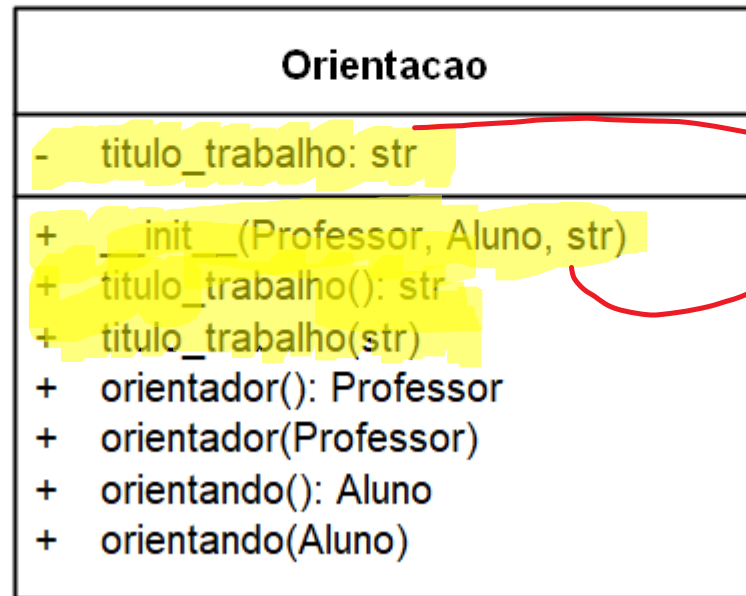 Orientacao
- titulo_trabalho: str
+ __init__(Professor, Aluno, str)
+ titulo_trabalho(): str
+ titulo_trabalho(str)
+ orientador(): Professor
+ orientador(Professor)
+ orientando(): Aluno
+ orientando(Aluno)